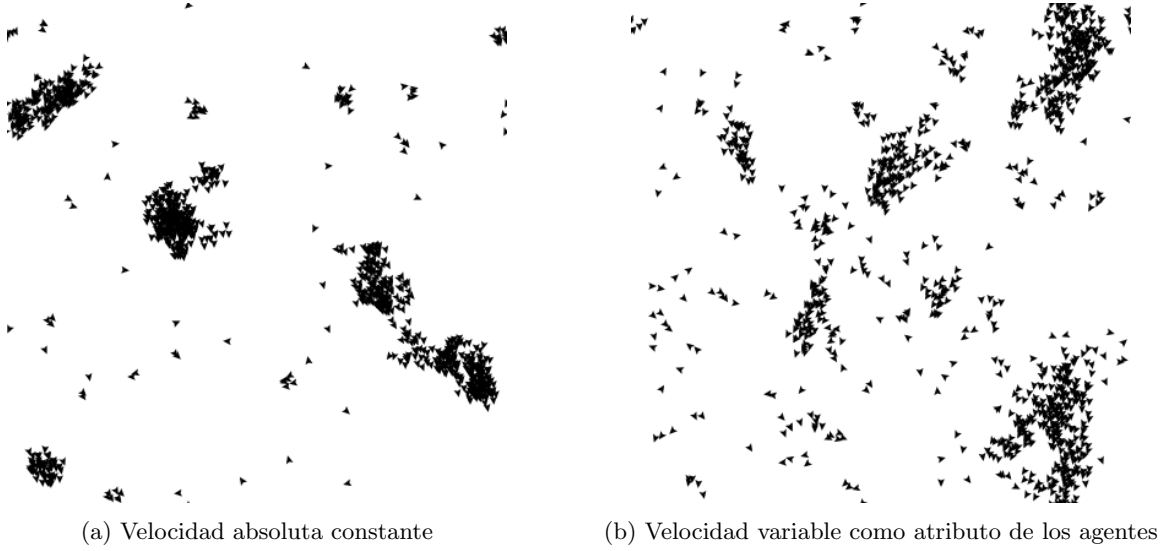 (a) Velocidad absoluta constante
(b) Velocidad variable como atributo de los agentes